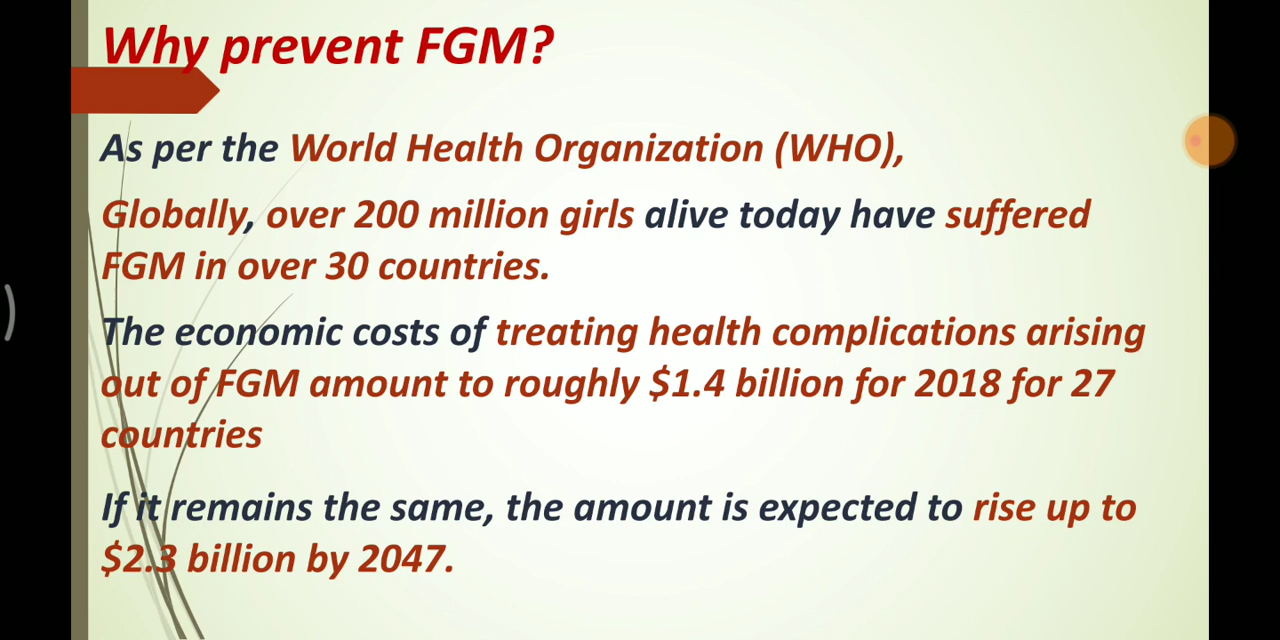 Why prevent FGM?
As per the World Health Organization (WHO),
Globally, over 200 million girls alive today have suffered
FGM in over 30 countries.
The economic costs of treating health complications arising
out of FGM amount to roughly $1.4 billion for 2018 for 27
countries
If it remains the same, the amount is expected to rise up to
$2.3 billion by 2047.